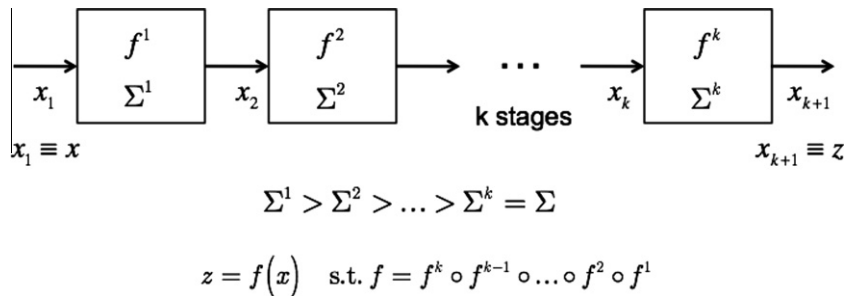 f¹ f² ··· fᵏ
x₁ Σ¹ x₂ Σ² xₖ Σᵏ xₖ₊₁
k stages
x₁ ≡ x xₖ₊₁ ≡ z
Σ¹ > Σ² > ... > Σᵏ = Σ
z = f(x) s.t. f = fᵏ ∘ fᵏ⁻¹ ∘ ... ∘ f² ∘ f¹